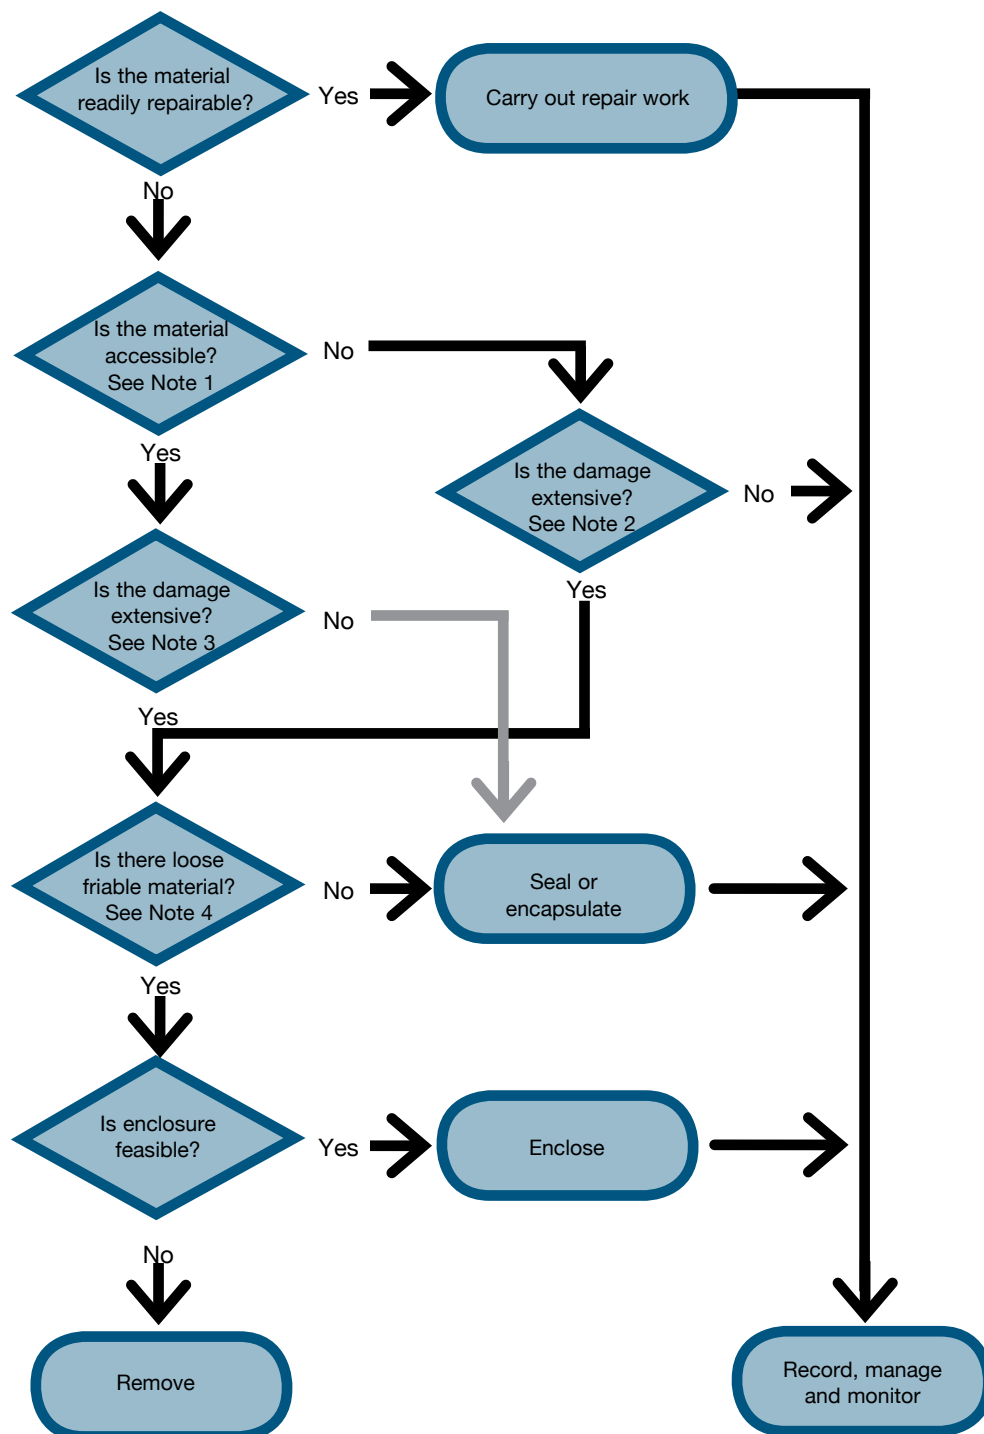 Is the material
readily repairable?
Yes
Carry out repair work
No
Is the material
accessible?
See Note 1
No
Yes
Is the damage
extensive?
See Note 2
No
Yes
Is the damage
extensive?
See Note 3
No
Yes
Is there loose
friable material?
See Note 4
No
Seal or
encapsulate
Yes
Is enclosure
feasible?
Yes
Enclose
No
Remove
Record, manage
and monitor